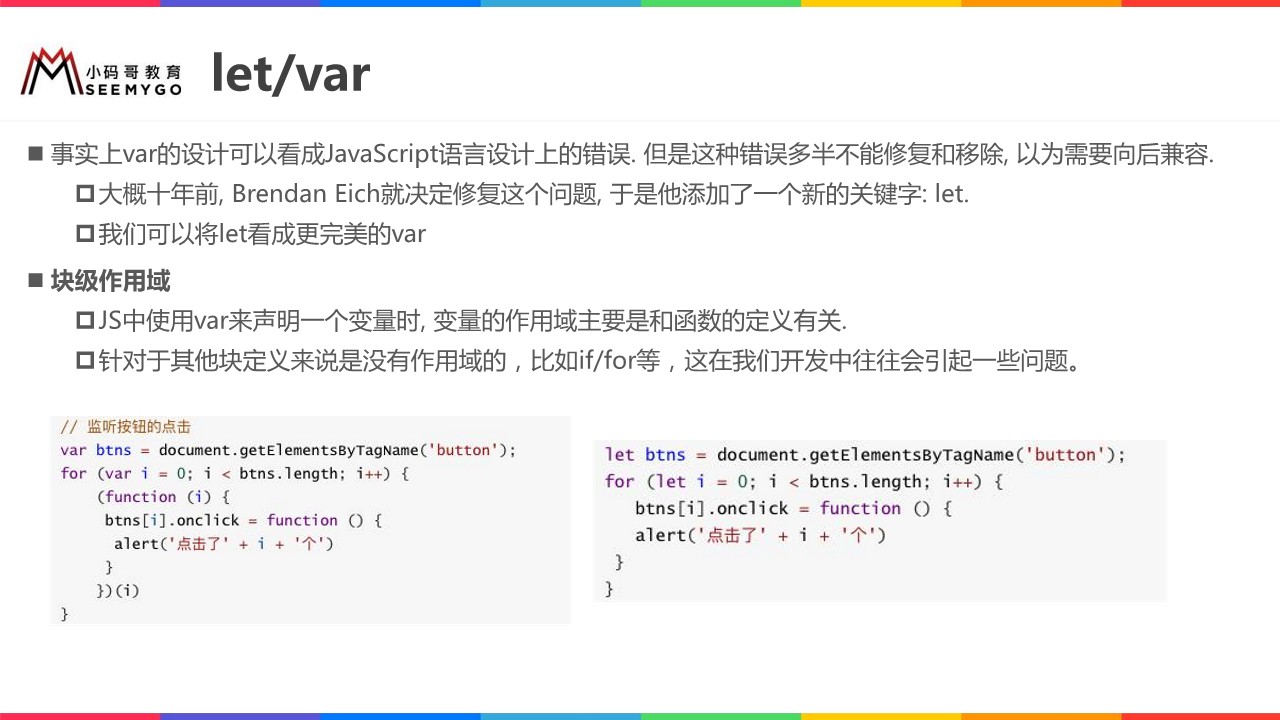 小码哥教育
SEEMYGO
let/var
事实上var的设计可以看成JavaScript语言设计上的错误. 但是这种错误多半不能修复和移除, 以为需要向后兼容.
大概十年前, Brendan Eich就决定修复这个问题, 于是他添加了一个新的关键字: let.
我们可以将let看成更完美的var
块级作用域
JS中使用var来声明一个变量时, 变量的作用域主要是和函数的定义有关.
针对于其他块定义来说是没有作用域的，比如if/for等，这在我们开发中往往会引起一些问题。
// 监听按钮的点击
var btns = document.getElementsByTagName('button');
for (var i = 0; i < btns.length; i++) {
(function (i) {
btns[i].onclick = function () {
alert('点击了' + i + '个')
}
})(i)
}
let btns = document.getElementsByTagName('button');
for (let i = 0; i < btns.length; i++) {
btns[i].onclick = function () {
alert('点击了' + i + '个')
}
}